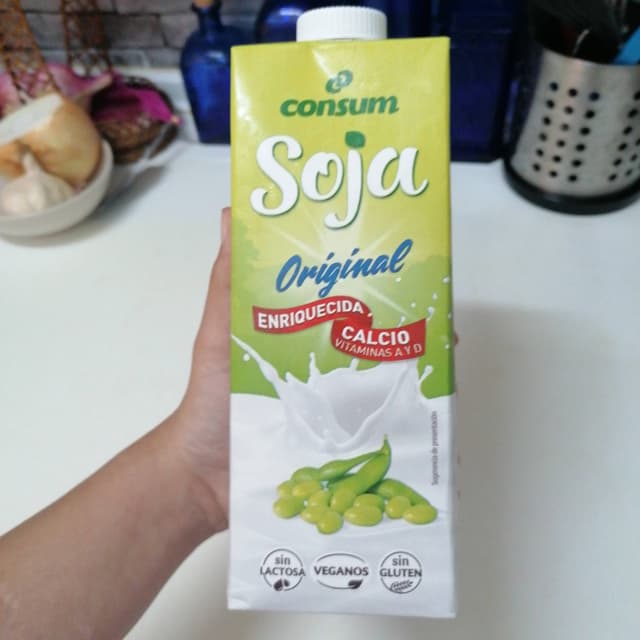 consum
Soja
Original
ENRIQUECIDA
CALCIO
VITAMINAS A Y D
Sugerencia de presentación
sin
LACTOSA
VEGANOS
sin
GLUTEN